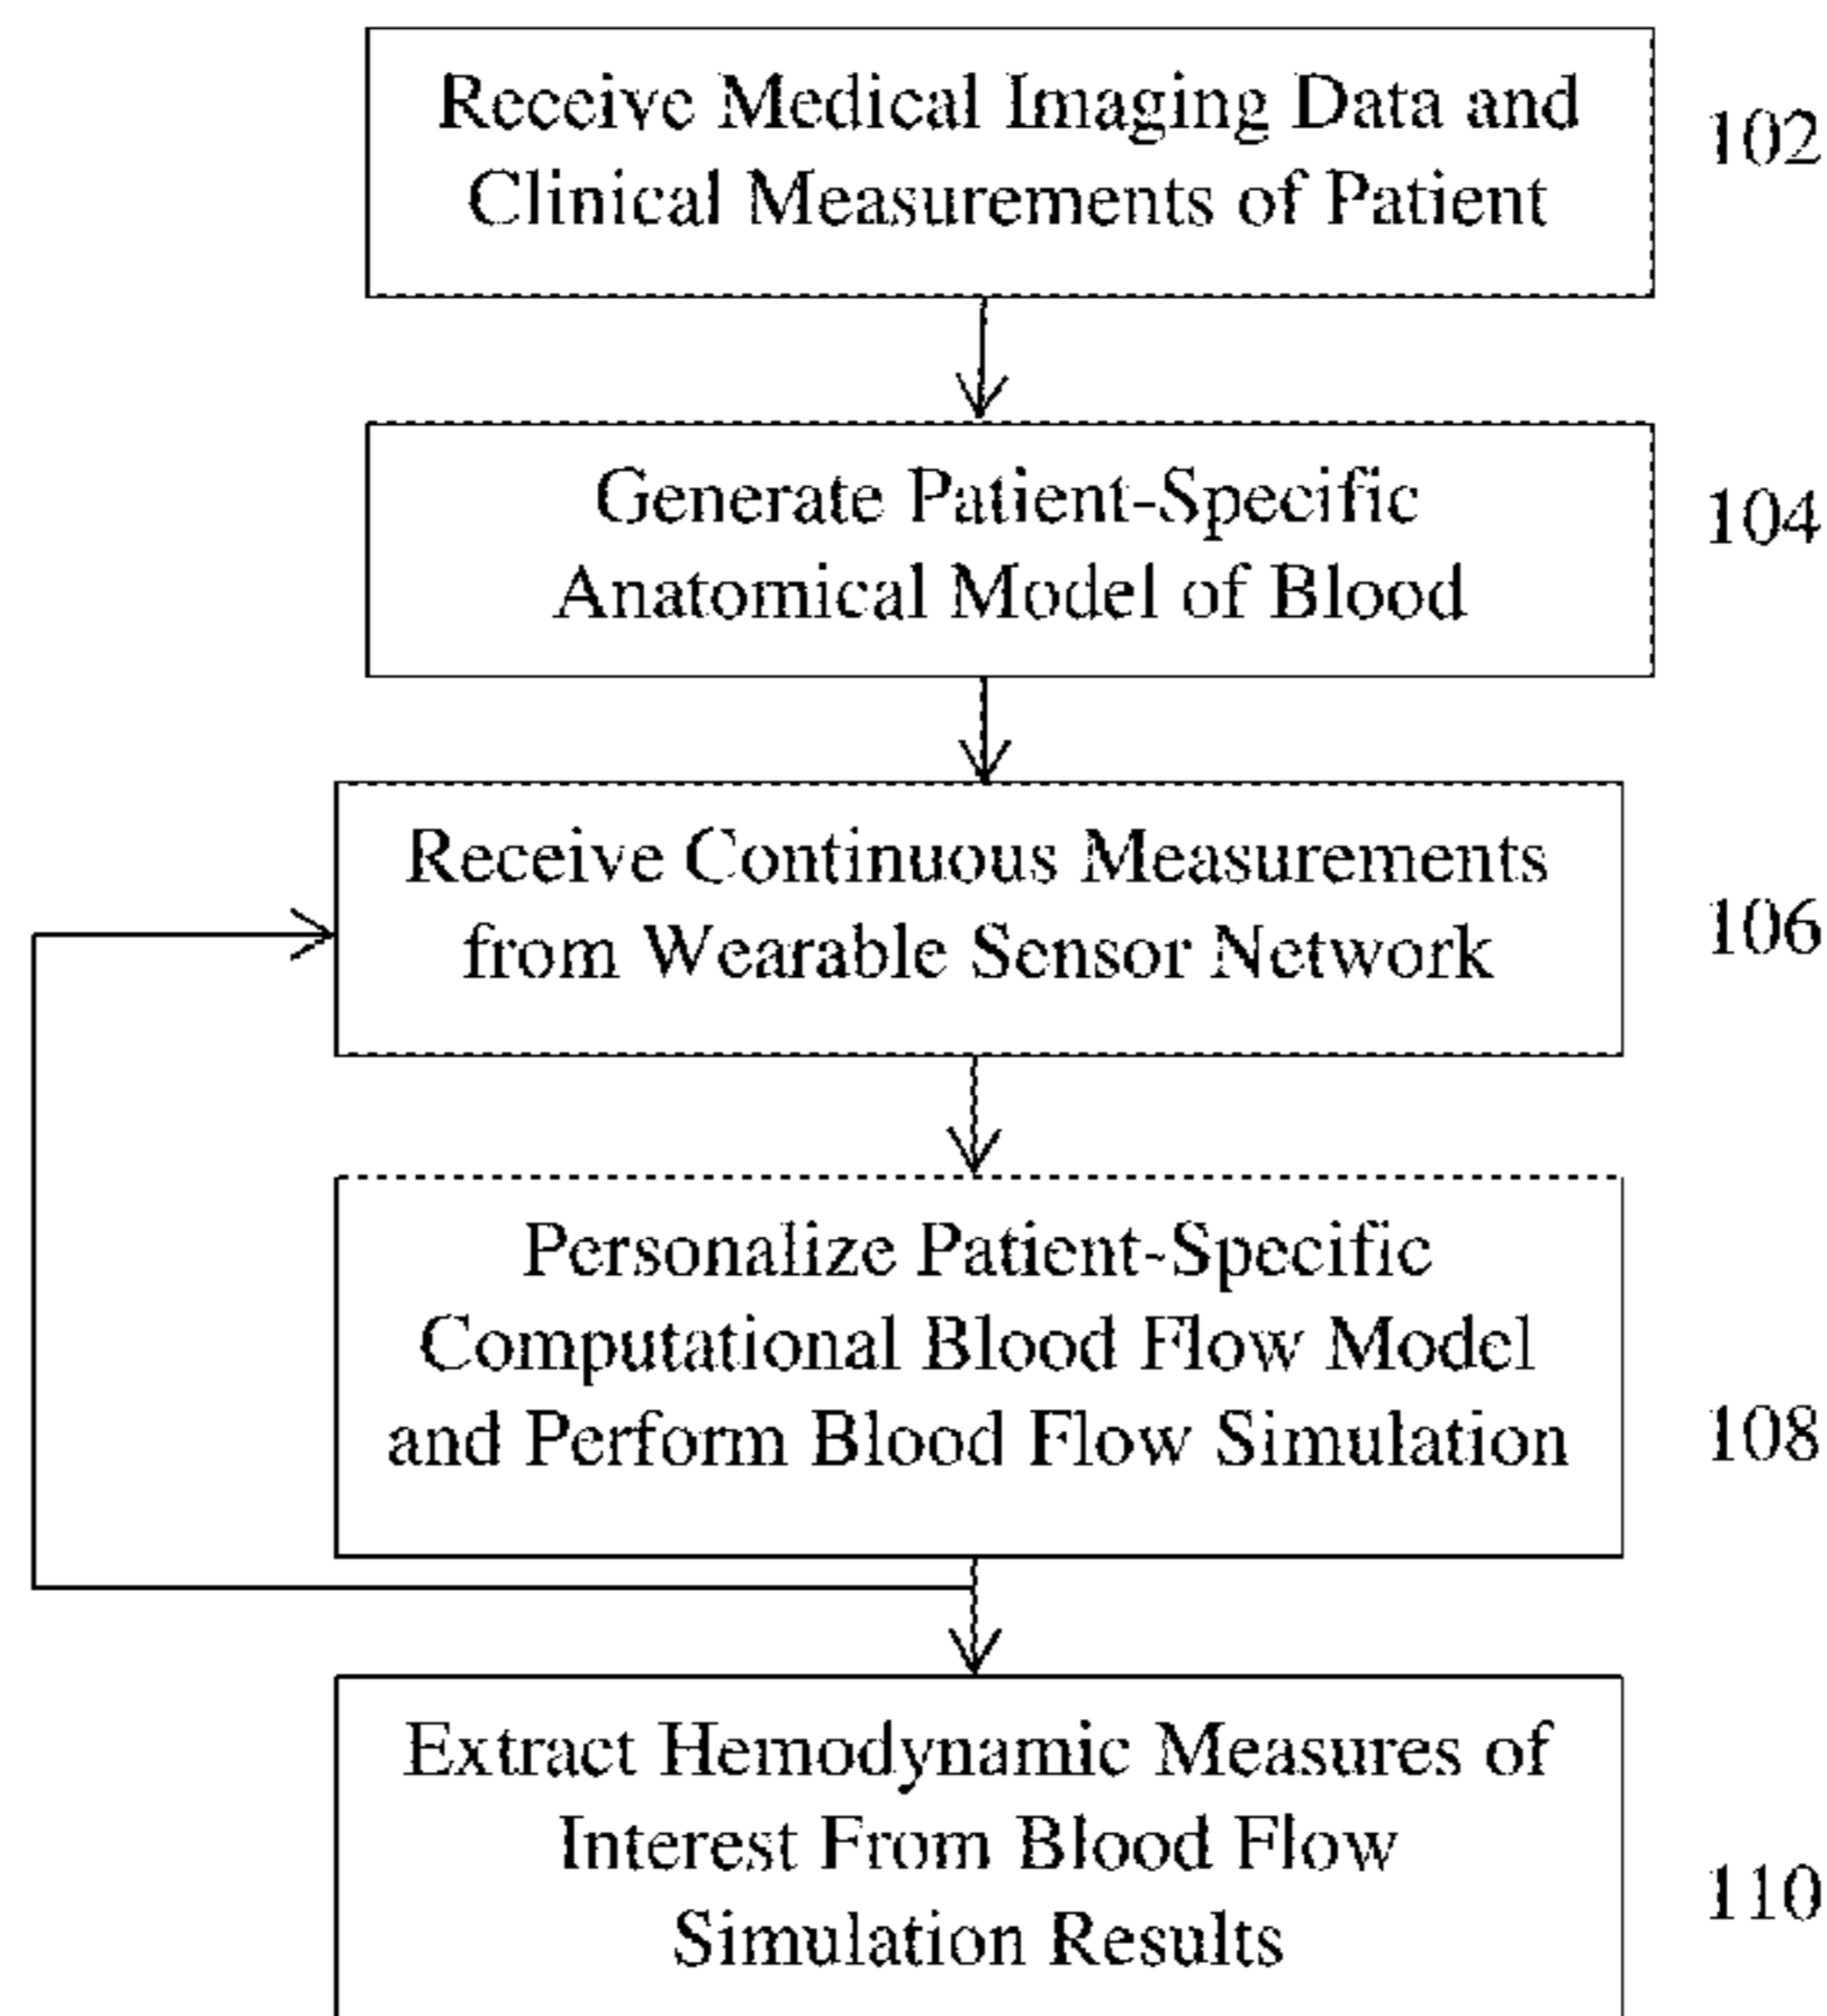 Receive Medical Imaging Data and
Clinical Measurements of Patient
102
Generate Patient-Specific
Anatomical Model of Blood
104
Receive Continuous Measurements
from Wearable Sensor Network
106
Personalize Patient-Specific
Computational Blood Flow Model
and Perform Blood Flow Simulation
108
Extract Hemodynamic Measures of
Interest From Blood Flow
Simulation Results
110